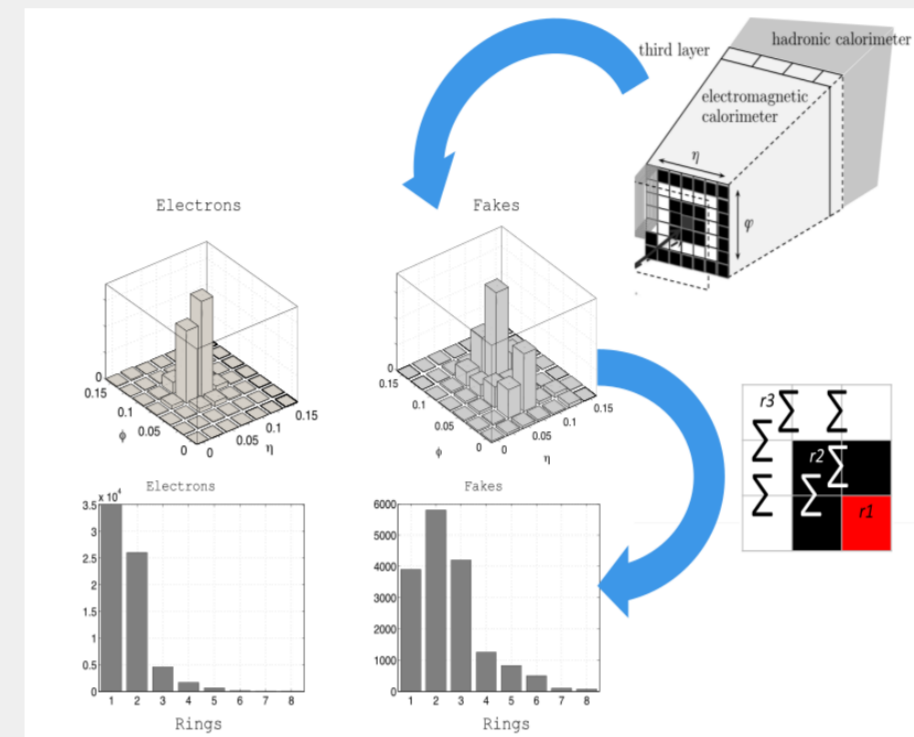 hadronic calorimeter
third layer
electromagnetic
calorimeter
η
φ
Electrons
Fakes
0
0.15
0.1
0.05
0
ϕ
0
0.05
0.1
0.15
η
0
0.15
0.1
0.05
0
ϕ
0
0.05
0.1
0.15
η
r3 ∑ ∑
∑ r2 ∑
∑ ∑ r1
Electrons
x 10⁴
3.5
3
2.5
2
1.5
1
0.5
0
1 2 3 4 5 6 7 8
Rings
Fakes
6000
5000
4000
3000
2000
1000
0
1 2 3 4 5 6 7 8
Rings